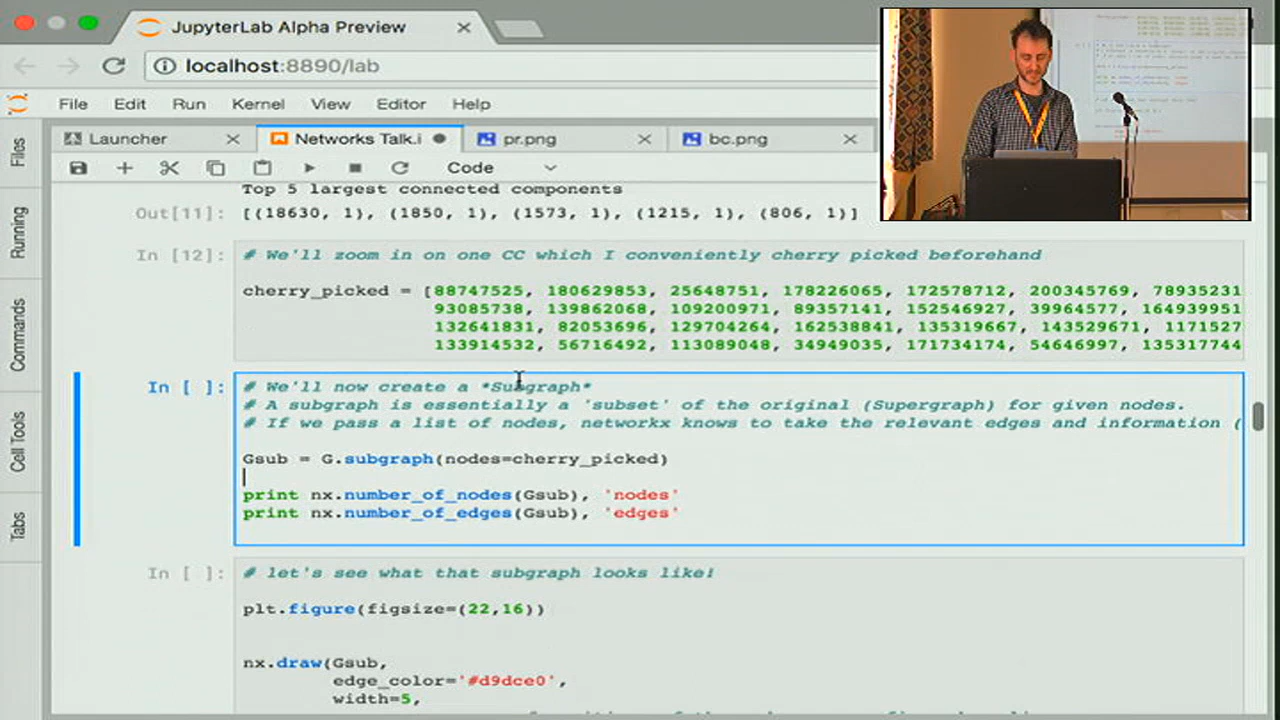 JupyterLab Alpha Preview
localhost:8890/lab
File Edit Run Kernel View Tabs Editor Help
Files
Running
Commands
Cell Tools
Tabs
Launcher
Networks Talk.i
pr.png
bc.png
Code
Top 5 largest connected components
Out[11]: [(18630, 1), (1850, 1), (1573, 1), (1215, 1), (806, 1)]
In [12]: # We'll zoom in on one CC which I conveniently cherry picked beforehand
cherry_picked = [88747525, 180629853, 25648751, 178226065, 172578712, 200345769, 78935231
93085738, 139862068, 109200971, 89357141, 152546927, 39964577, 164939951
132641831, 82053696, 129704264, 162538841, 135319667, 143529671, 1171527
133914532, 56716492, 113089048, 34949035, 171734174, 54646997, 135317744
In [ ]: # We'll now create a *Subgraph*
# A subgraph is essentially a 'subset' of the original (Supergraph) for given nodes.
# If we pass a list of nodes, networkx knows to take the relevant edges and information (
Gsub = G.subgraph(nodes=cherry_picked)
print nx.number_of_nodes(Gsub), 'nodes'
print nx.number_of_edges(Gsub), 'edges'
In [ ]: # let's see what that subgraph looks like!
plt.figure(figsize=(22,16))
nx.draw(Gsub,
edge_color='#d9dce0',
width=5,